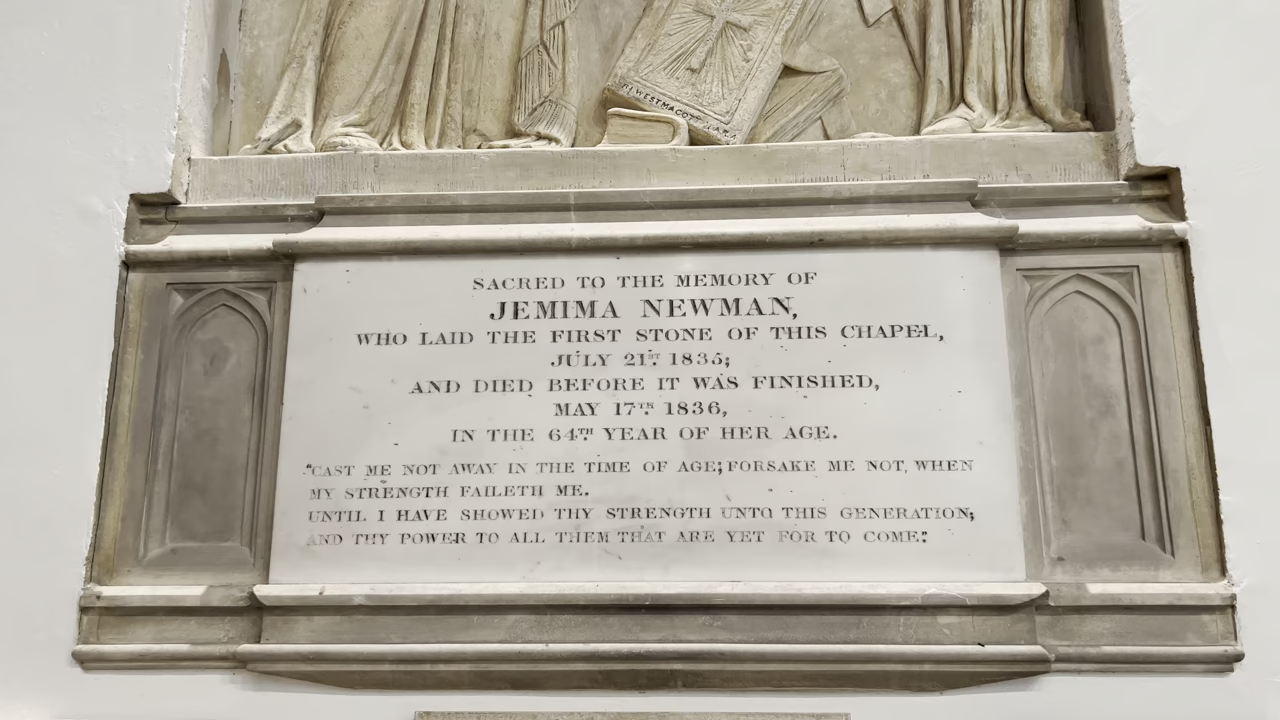 R. WESTMACOTT. A.R.A.
SACRED TO THE MEMORY OF
JEMIMA NEWMAN,
WHO LAID THE FIRST STONE OF THIS CHAPEL,
JULY 21ST 1835;
AND DIED BEFORE IT WAS FINISHED,
MAY 17TH 1836,
IN THE 64TH YEAR OF HER AGE.
"CAST ME NOT AWAY IN THE TIME OF AGE; FORSAKE ME NOT, WHEN
MY STRENGTH FAILETH ME.
UNTIL I HAVE SHOWED THY STRENGTH UNTO THIS GENERATION;
AND THY POWER TO ALL THEM THAT ARE YET FOR TO COME."